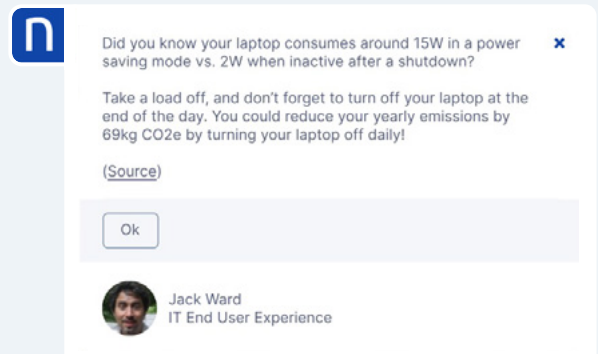 n
Did you know your laptop consumes around 15W in a power
saving mode vs. 2W when inactive after a shutdown?
Take a load off, and don’t forget to turn off your laptop at the
end of the day. You could reduce your yearly emissions by
69kg CO2e by turning your laptop off daily!
(Source)
Ok
Jack Ward
IT End User Experience